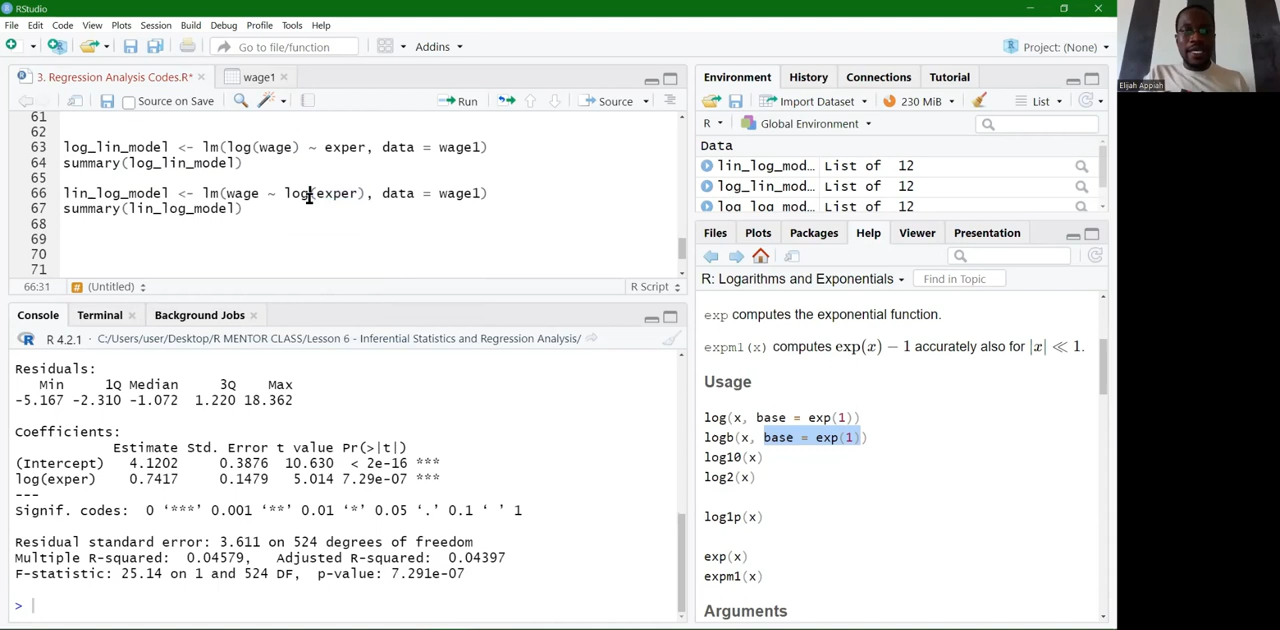 RStudio
File Edit Code View Plots Session Build Debug Profile Tools Help
Go to file/function Addins Project: (None)
3. Regression Analysis Codes.R* wage1
Source on Save Run Source
61
62
63 log_lin_model <- lm(log(wage) ~ exper, data = wage1)
64 summary(log_lin_model)
65
66 lin_log_model <- lm(wage ~ log(exper), data = wage1)
67 summary(lin_log_model)
68
69
70
71
66:31 (Untitled) R Script
Console Terminal Background Jobs
R 4.2.1 · C:/Users/user/Desktop/R MENTOR CLASS/Lesson 6 - Inferential Statistics and Regression Analysis/
Residuals:
Min 1Q Median 3Q Max
-5.167 -2.310 -1.072 1.220 18.362
Coefficients:
Estimate Std. Error t value Pr(>|t|)
(Intercept) 4.1202 0.3876 10.630 < 2e-16 ***
log(exper) 0.7417 0.1479 5.014 7.29e-07 ***
---
Signif. codes: 0 ‘***’ 0.001 ‘**’ 0.01 ‘*’ 0.05 ‘.’ 0.1 ‘ ’ 1
Residual standard error: 3.611 on 524 degrees of freedom
Multiple R-squared: 0.04579, Adjusted R-squared: 0.04397
F-statistic: 25.14 on 1 and 524 DF, p-value: 7.291e-07
>
Environment History Connections Tutorial
Import Dataset 230 MiB List
R Global Environment
Data
lin_log_mod… List of 12
log_lin_mod… List of 12
log_log_mod… List of 12
Files Plots Packages Help Viewer Presentation
R: Logarithms and Exponentials Find in Topic
exp computes the exponential function.
expm1(x) computes exp(x) − 1 accurately also for |x| ≪ 1.
Usage
log(x, base = exp(1))
logb(x, base = exp(1))
log10(x)
log2(x)
log1p(x)
exp(x)
expm1(x)
Arguments
Elijah Appiah